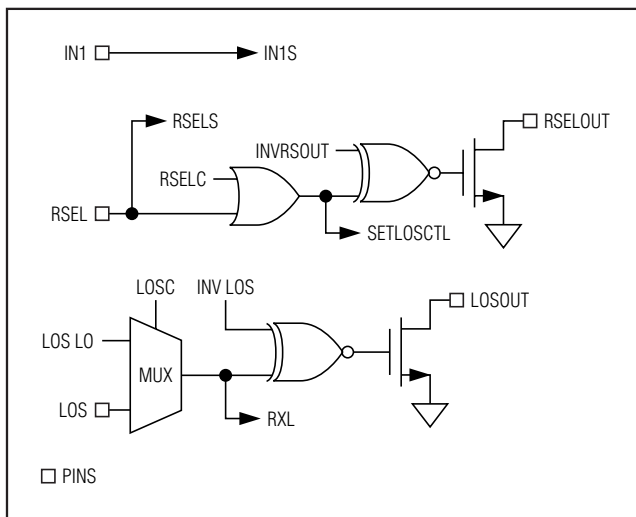 IN1
IN1S
RSELS
RSELOUT
INVRSOUT
RSELC
RSEL
SETLOSCTL
LOSC
INV LOS
LOSOUT
LOS LO
MUX
LOS
RXL
PINS